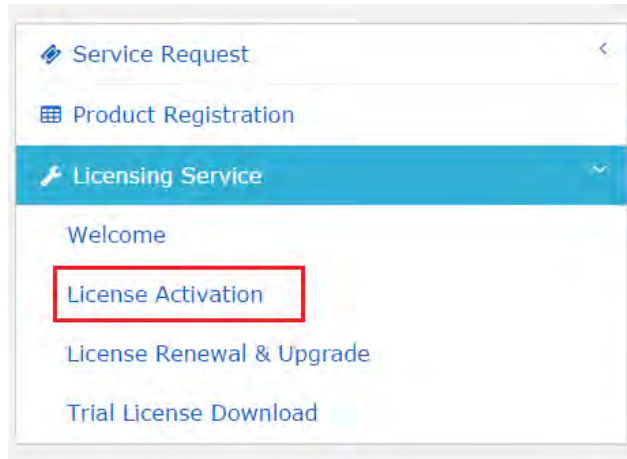 Service Request
Product Registration
Licensing Service
Welcome
License Activation
License Renewal & Upgrade
Trial License Download